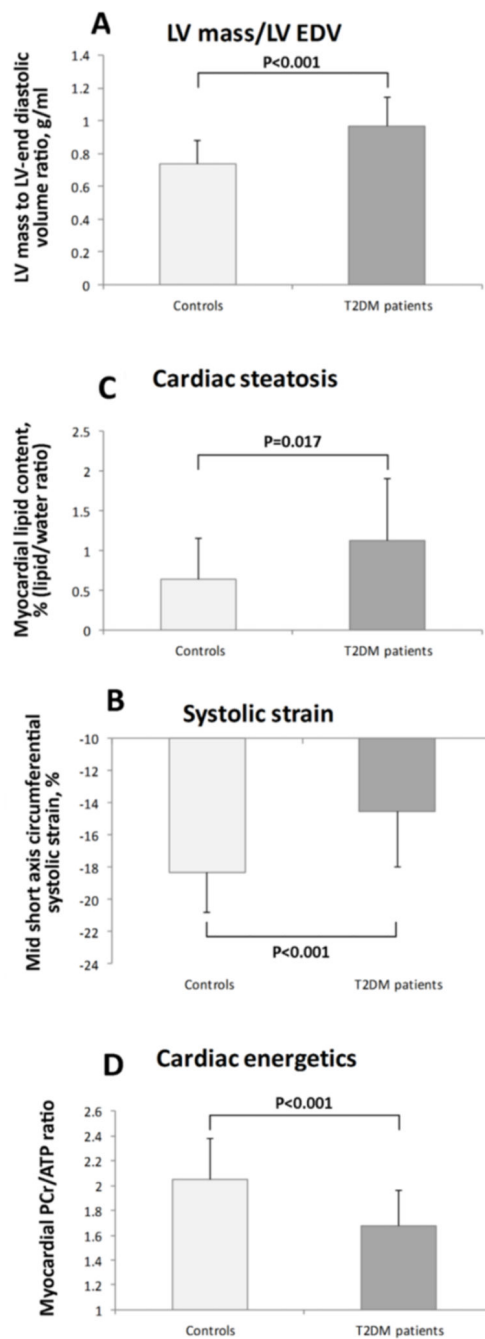 A
LV mass/LV EDV
LV mass to LV-end diastolic
volume ratio, g/ml
P<0.001
1.4
1.2
1
0.8
0.6
0.4
0.2
0
Controls
T2DM patients
C
Cardiac steatosis
Myocardial lipid content,
% (lipid/water ratio)
P=0.017
2.5
2
1.5
1
0.5
0
Controls
T2DM patients
B
Systolic strain
Mid short axis circumferential
systolic strain, %
-10
-12
-14
-16
-18
-20
-22
-24
P<0.001
Controls
T2DM patients
D
Cardiac energetics
Myocardial PCr/ATP ratio
P<0.001
2.6
2.4
2.2
2
1.8
1.6
1.4
1.2
1
Controls
T2DM patients